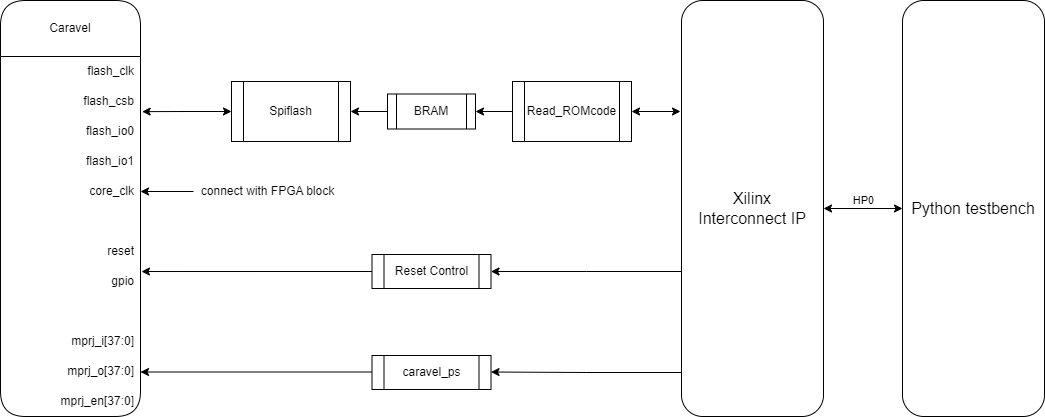 Caravel
flash_clk
flash_csb
flash_io0
flash_io1
core_clk
reset
gpio
mprj_i[37:0]
mprj_o[37:0]
mprj_en[37:0]
Spiflash
BRAM
Read_ROMcode
connect with FPGA block
Reset Control
caravel_ps
Xilinx
Interconnect IP
HP0
Python testbench